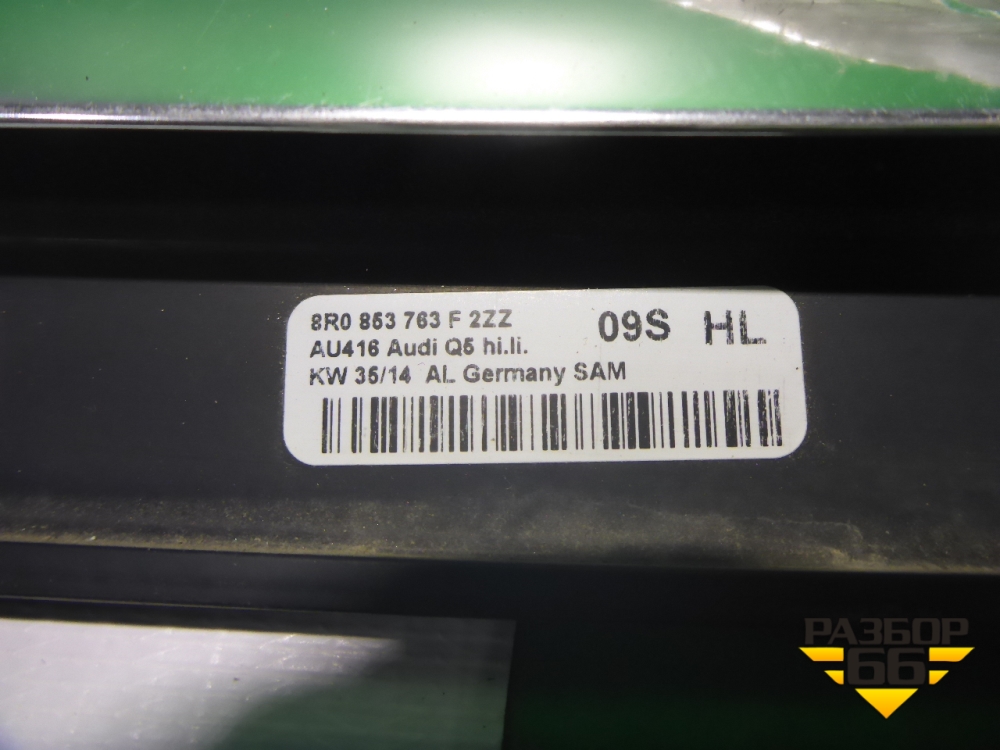 8R0 853 763 F 2ZZ 09S HL
AU416 Audi Q5 hi.li.
KW 35/14 AL Germany SAM
РАЗБОР
66